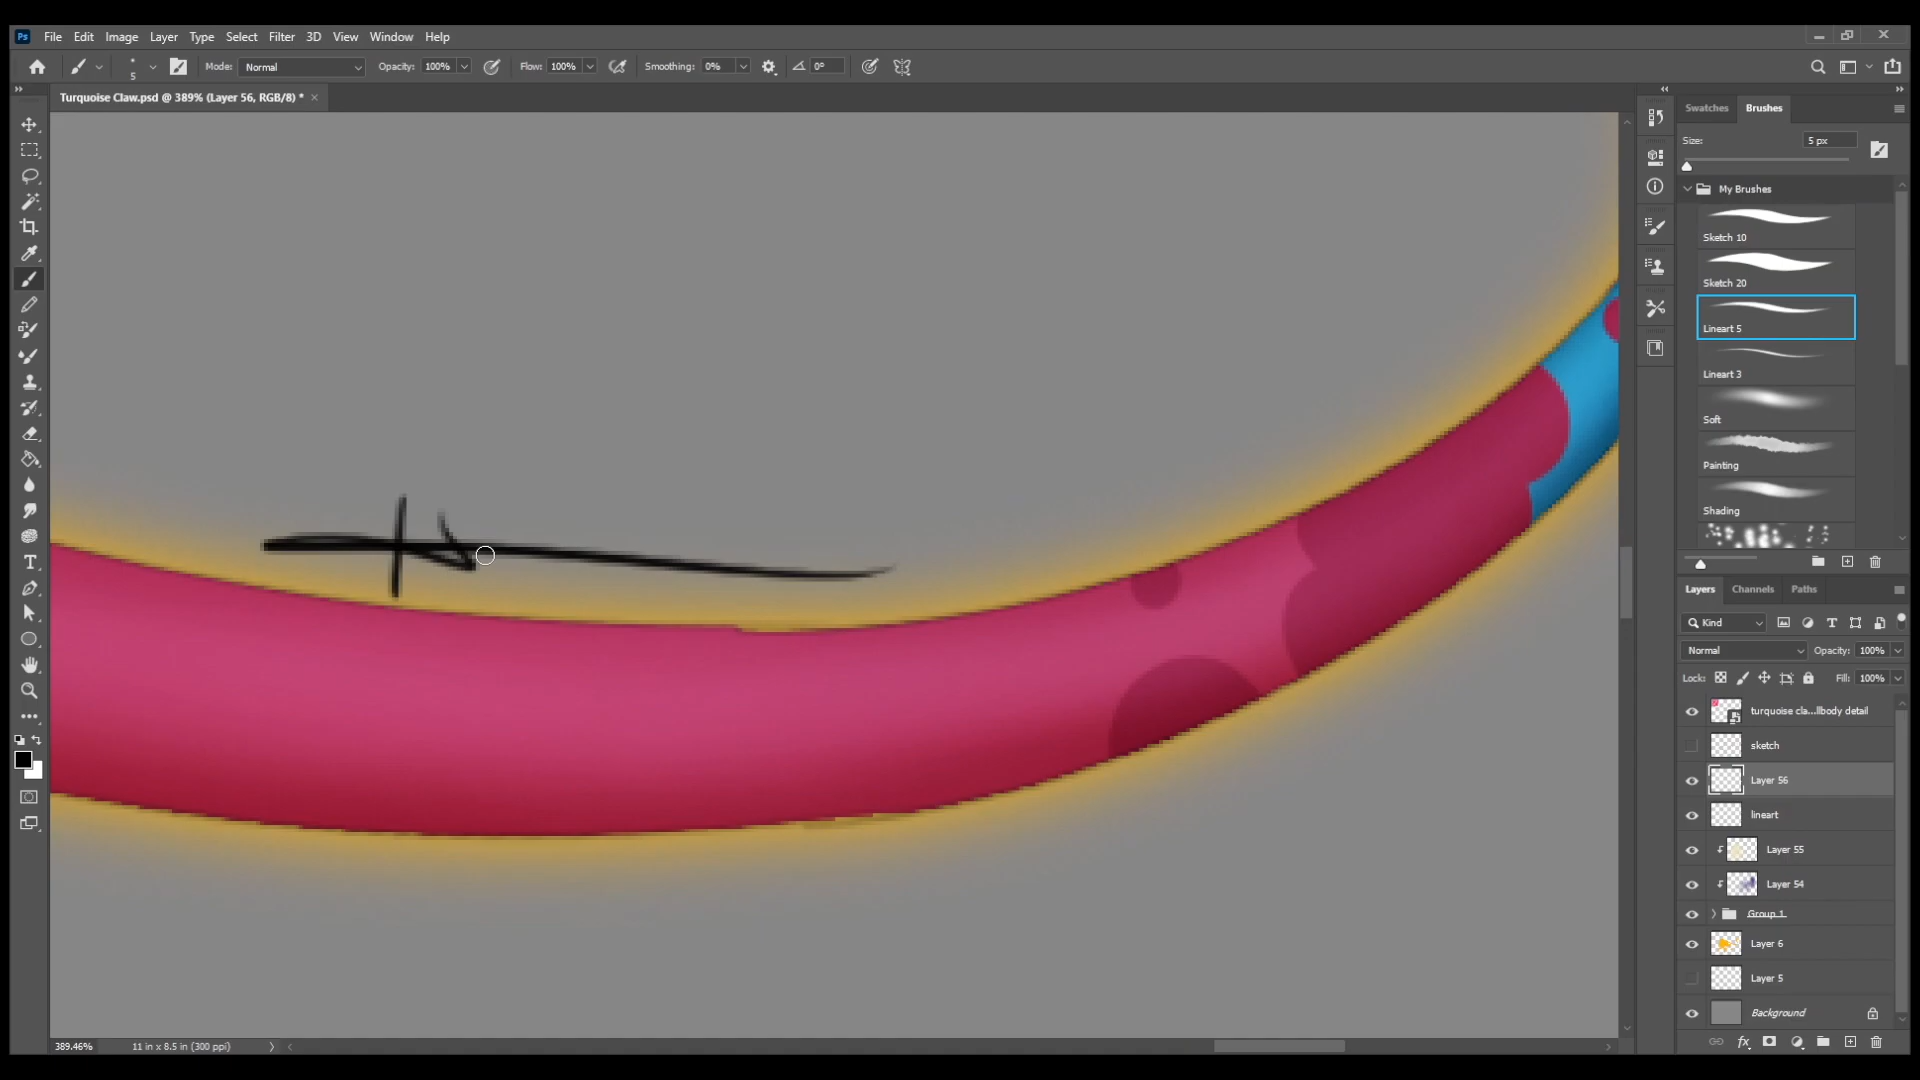 Ps File Edit Image Layer Type Select Filter 3D View Window Help
5 Mode: Normal Opacity: 100% Flow: 100% Smoothing: 0% 0°
Turquoise Claw.psd @ 389% (Layer 56, RGB/8) *
Swatches Brushes
Size: 5 px
My Brushes
Sketch 10
Sketch 20
Lineart 5
Lineart 3
Soft
Painting
Shading
T
Layers Channels Paths
Kind T
Normal Opacity: 100%
Lock: Fill: 100%
turquoise cla...llbody detail
sketch
Layer 56
lineart
Layer 55
Layer 54
Group 1
Layer 6
Layer 5
Background
fx
389.46% 11 in x 8.5 in (300 ppi)